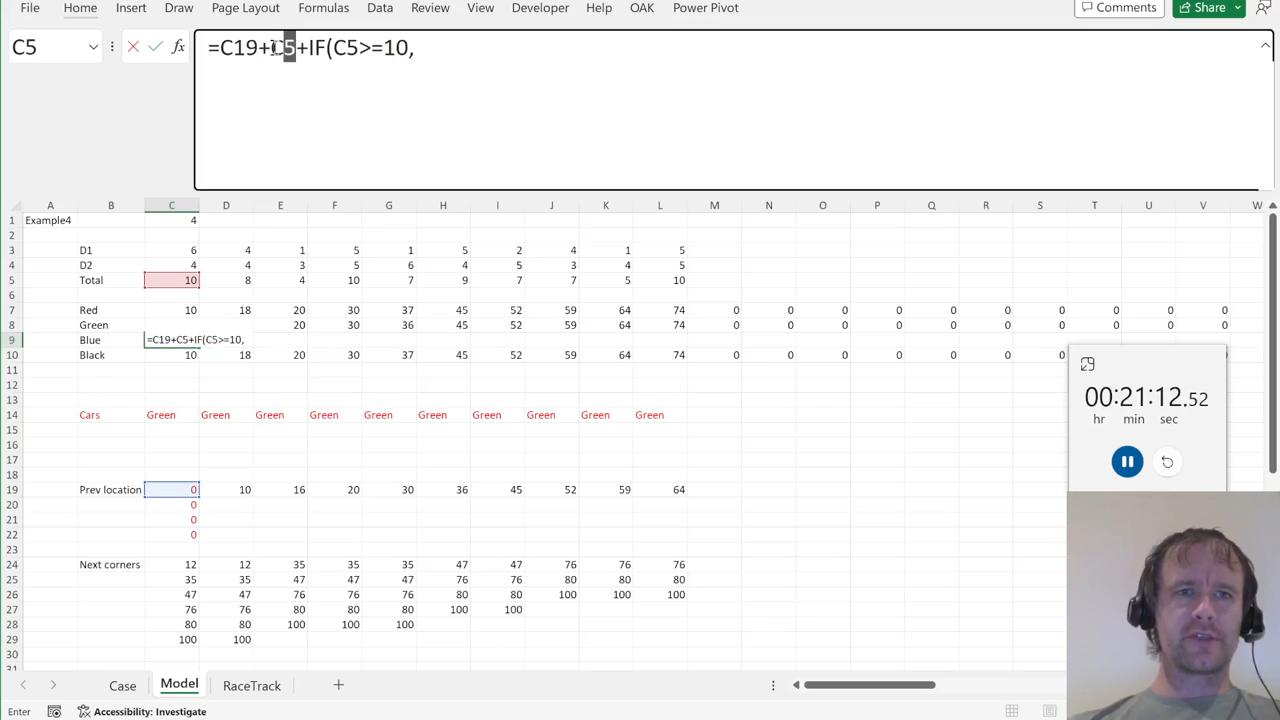 File Home Insert Draw Page Layout Formulas Data Review View Developer Help OAK Power Pivot Comments Share
C5 fx =C19+C5+IF(C5>=10,
A B C D E F G H I J K L M N O P Q R S T U V W
1 Example4 4
2
3 D1 6 4 1 5 1 5 2 4 1 5
4 D2 4 4 3 5 6 4 5 3 4 5
5 Total 10 8 4 10 7 9 7 7 5 10
6
7 Red 10 18 20 30 37 45 52 59 64 74 0 0 0 0 0 0 0 0 0 0
8 Green 20 30 36 45 52 59 64 74 0 0 0 0 0 0 0 0 0 0
9 Blue =C19+C5+IF(C5>=10,
10 Black 10 18 20 30 37 45 52 59 64 74 0 0 0 0 0 0 0
11
12
13
14 Cars Green Green Green Green Green Green Green Green Green Green
15
16
17
18
19 Prev location 0 10 16 20 30 36 45 52 59 64
20 0
21 0
22 0
23
24 Next corners 12 12 35 35 35 47 47 76 76 76
25 35 35 47 47 47 76 76 80 80 80
26 47 47 76 76 76 80 80 100 100 100
27 76 76 80 80 80 100 100
28 80 80 100 100 100
29 100 100
30
31
00:21:12.52
hr min sec
Case Model RaceTrack
Enter Accessibility: Investigate